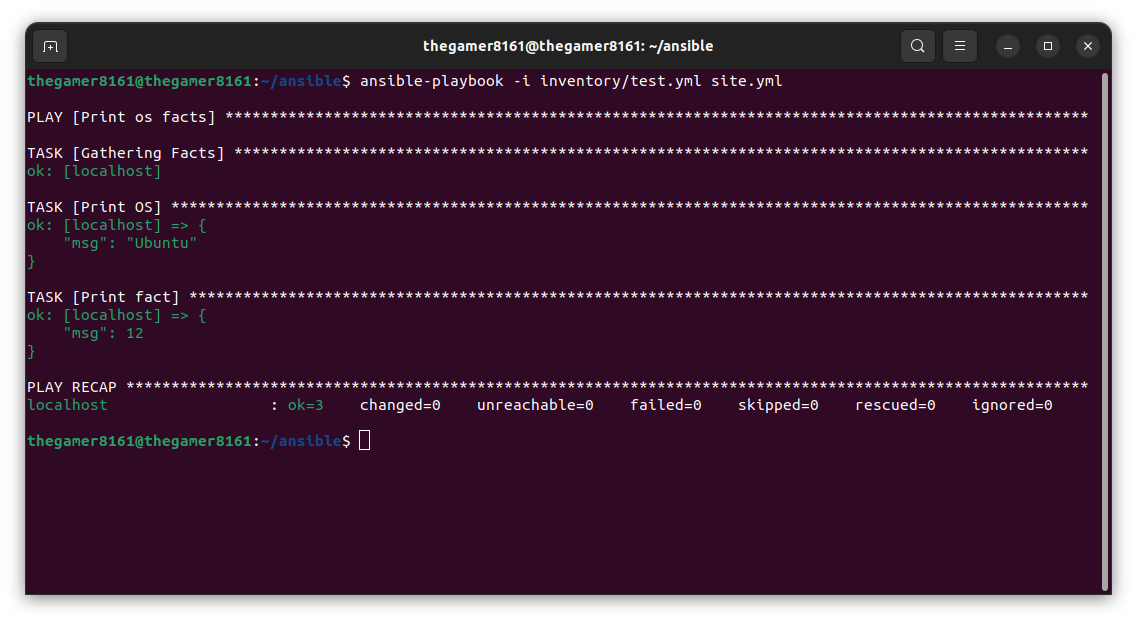 thegamer8161@thegamer8161: ~/ansible
thegamer8161@thegamer8161:~/ansible$ ansible-playbook -i inventory/test.yml site.yml
PLAY [Print os facts] ************************************************************************************************
TASK [Gathering Facts] ***********************************************************************************************
ok: [localhost]
TASK [Print OS] ******************************************************************************************************
ok: [localhost] => {
    "msg": "Ubuntu"
}
TASK [Print fact] ****************************************************************************************************
ok: [localhost] => {
    "msg": 12
}
PLAY RECAP ***********************************************************************************************************
localhost                  : ok=3    changed=0    unreachable=0    failed=0    skipped=0    rescued=0    ignored=0
thegamer8161@thegamer8161:~/ansible$